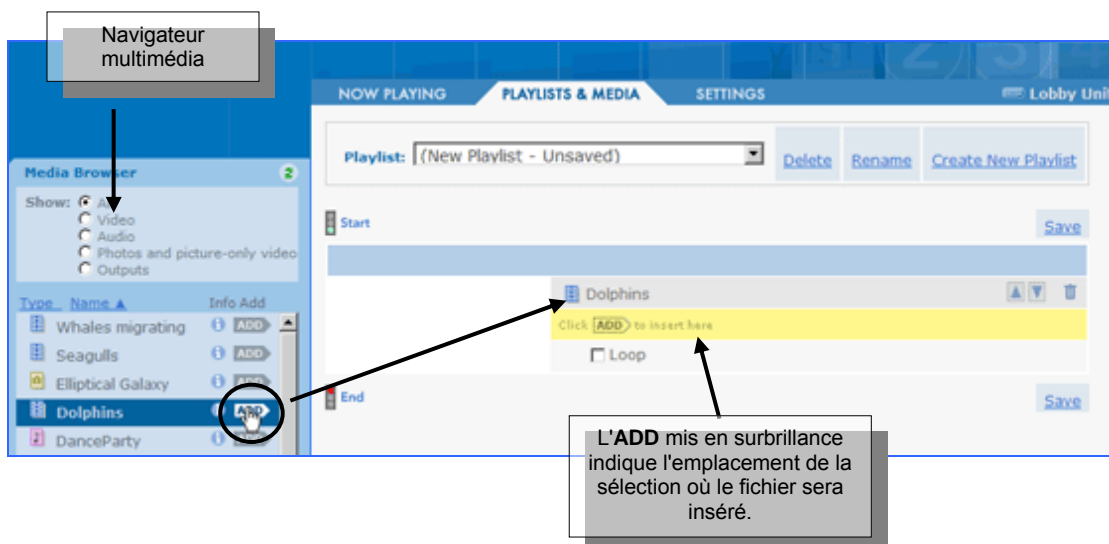 Navigateur
multimédia
NOW PLAYING PLAYLISTS & MEDIA SETTINGS Lobby Unit
Playlist: (New Playlist - Unsaved) Delete Rename Create New Playlist
Media Browser 2
Show:
Video
Audio
Photos and picture-only video
Outputs
Start Save
Type Name ▲ Info Add
Whales migrating ADD
Seagulls ADD
Elliptical Galaxy ADD
Dolphins ADD
DanceParty
Dolphins
Click ADD to insert here
Loop
End Save
L'ADD mis en surbrillance
indique l'emplacement de la
sélection où le fichier sera
inséré.